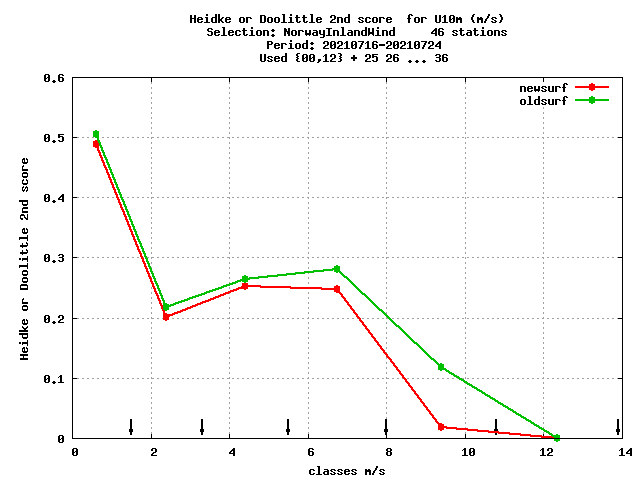 Heidke or Doolittle 2nd score  for U10m (m/s)
Selection: NorwayInlandWind     46 stations
Period: 20210716-20210724
Used {00,12} + 25 26 ... 36
newsurf
oldsurf
Heidke or Doolittle 2nd score
0.6
0.5
0.4
0.3
0.2
0.1
0
0 2 4 6 8 10 12 14
classes m/s